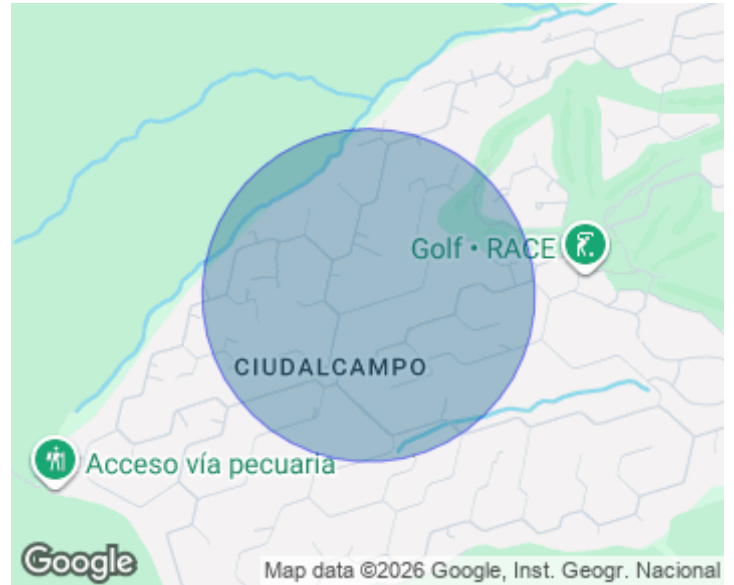 Golf • RACE
CIUDALCAMPO
Acceso vía pecuaria
Google
Map data ©2026 Google, Inst. Geogr. Nacional